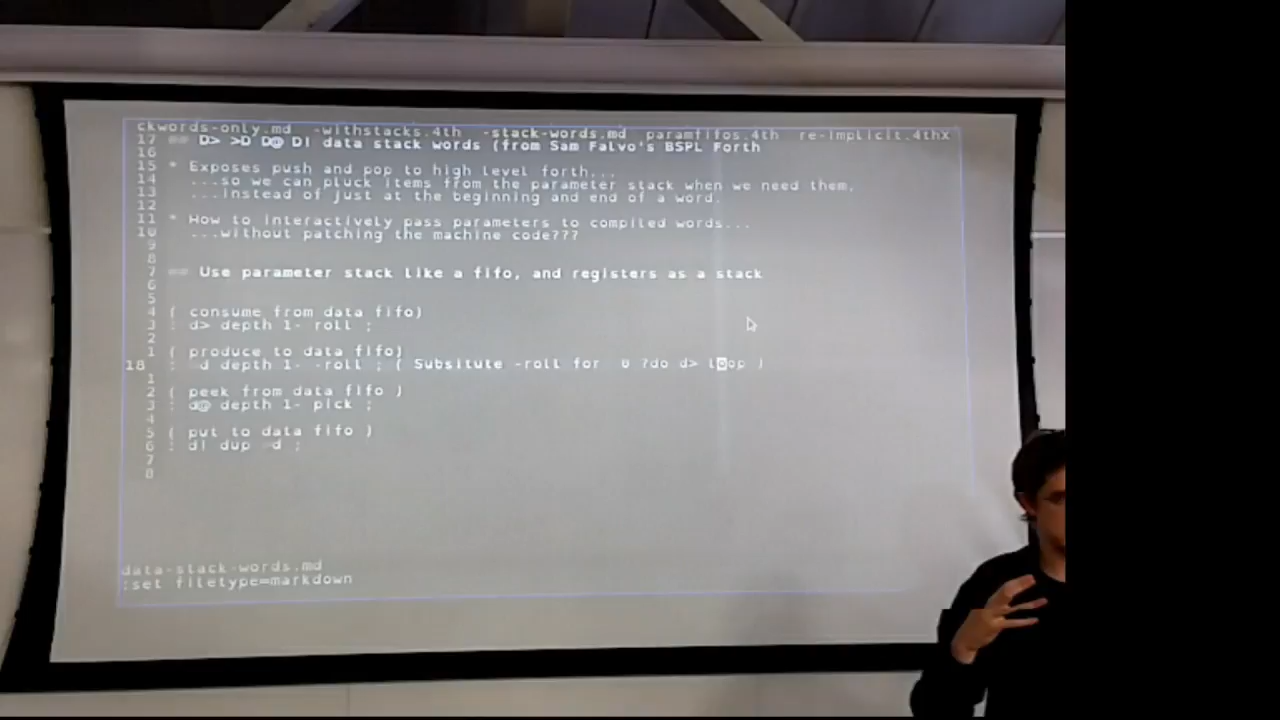 ckwords-only.md -withstacks.4th -stack-words.md paramfifos.4th re-implicit.4thX
17 ## D> >D D@ D! data stack words (from Sam Falvo's BSPL Forth
16
15 * Exposes push and pop to high level forth...
14 ...so we can pluck items from the parameter stack when we need them,
13 ...instead of just at the beginning and end of a word.
12
11 * How to interactively pass parameters to compiled words...
10 ...without patching the machine code???
9
8
7 ## Use parameter stack like a fifo, and registers as a stack
6
5
4 ( consume from data fifo)
3 : d> depth 1- roll ;
2
1 ( produce to data fifo)
18 : d depth 1- -roll ; ( Subsitute -roll for 0 ?do d> loop )
1
2 ( peek from data fifo )
3 : d@ depth 1- pick ;
4
5 ( put to data fifo )
6 : d! dup d ;
7
8
data-stack-words.md
:set filetype=markdown